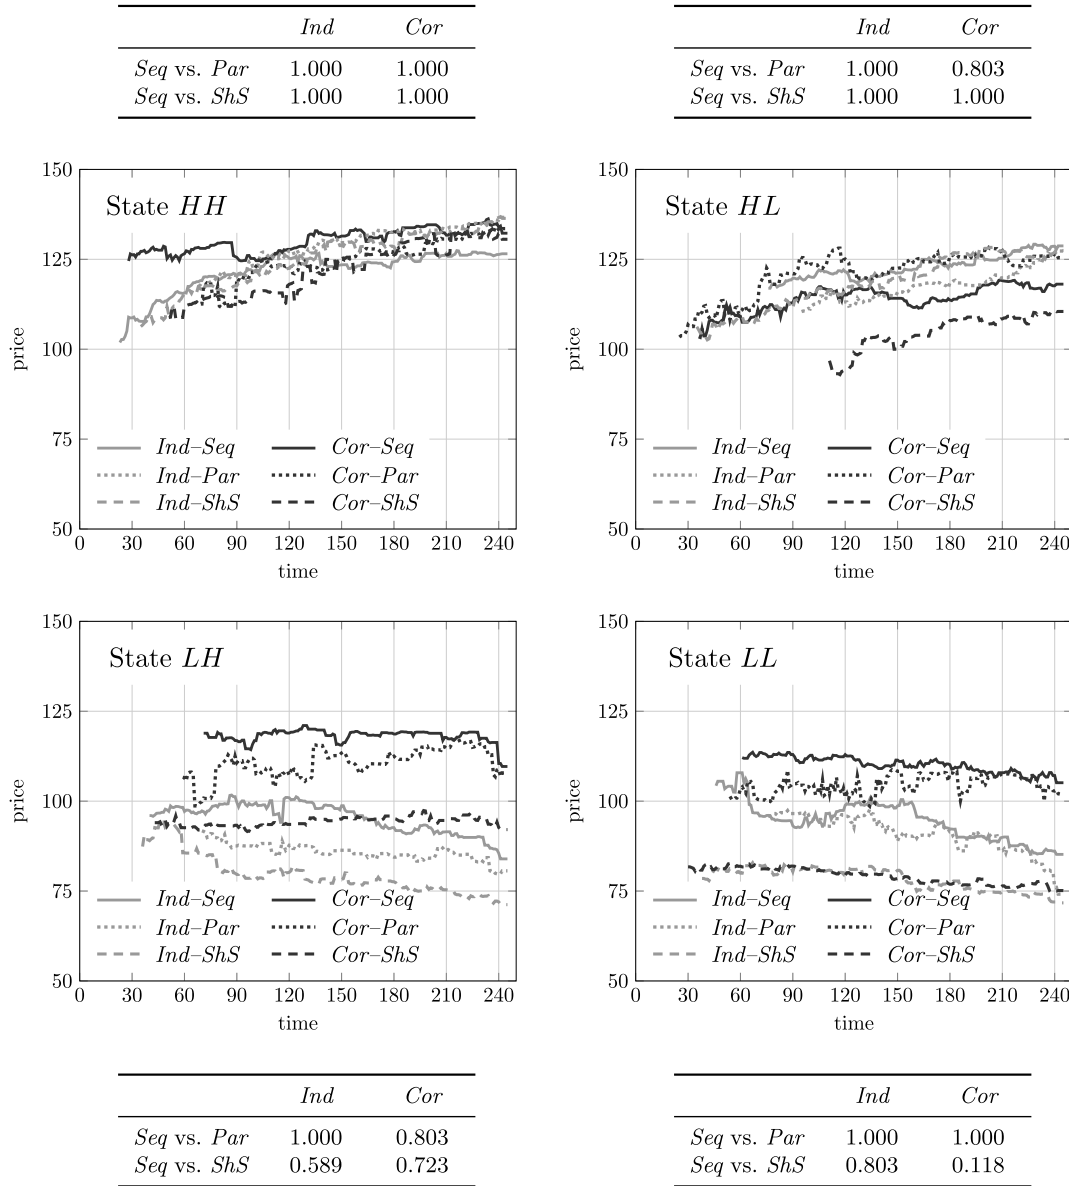 Ind Cor
Seq vs. Par 1.000 1.000
Seq vs. ShS 1.000 1.000
Ind Cor
Seq vs. Par 1.000 0.803
Seq vs. ShS 1.000 1.000
150
125
100
75
50
price
State HH
Ind–Seq Cor–Seq
Ind–Par Cor–Par
Ind–ShS Cor–ShS
0 30 60 90 120 150 180 210 240
time
150
125
100
75
50
price
State HL
Ind–Seq Cor–Seq
Ind–Par Cor–Par
Ind–ShS Cor–ShS
0 30 60 90 120 150 180 210 240
time
150
125
100
75
50
price
State LH
Ind–Seq Cor–Seq
Ind–Par Cor–Par
Ind–ShS Cor–ShS
0 30 60 90 120 150 180 210 240
time
150
125
100
75
50
price
State LL
Ind–Seq Cor–Seq
Ind–Par Cor–Par
Ind–ShS Cor–ShS
0 30 60 90 120 150 180 210 240
time
Ind Cor
Seq vs. Par 1.000 0.803
Seq vs. ShS 0.589 0.723
Ind Cor
Seq vs. Par 1.000 1.000
Seq vs. ShS 0.803 0.118